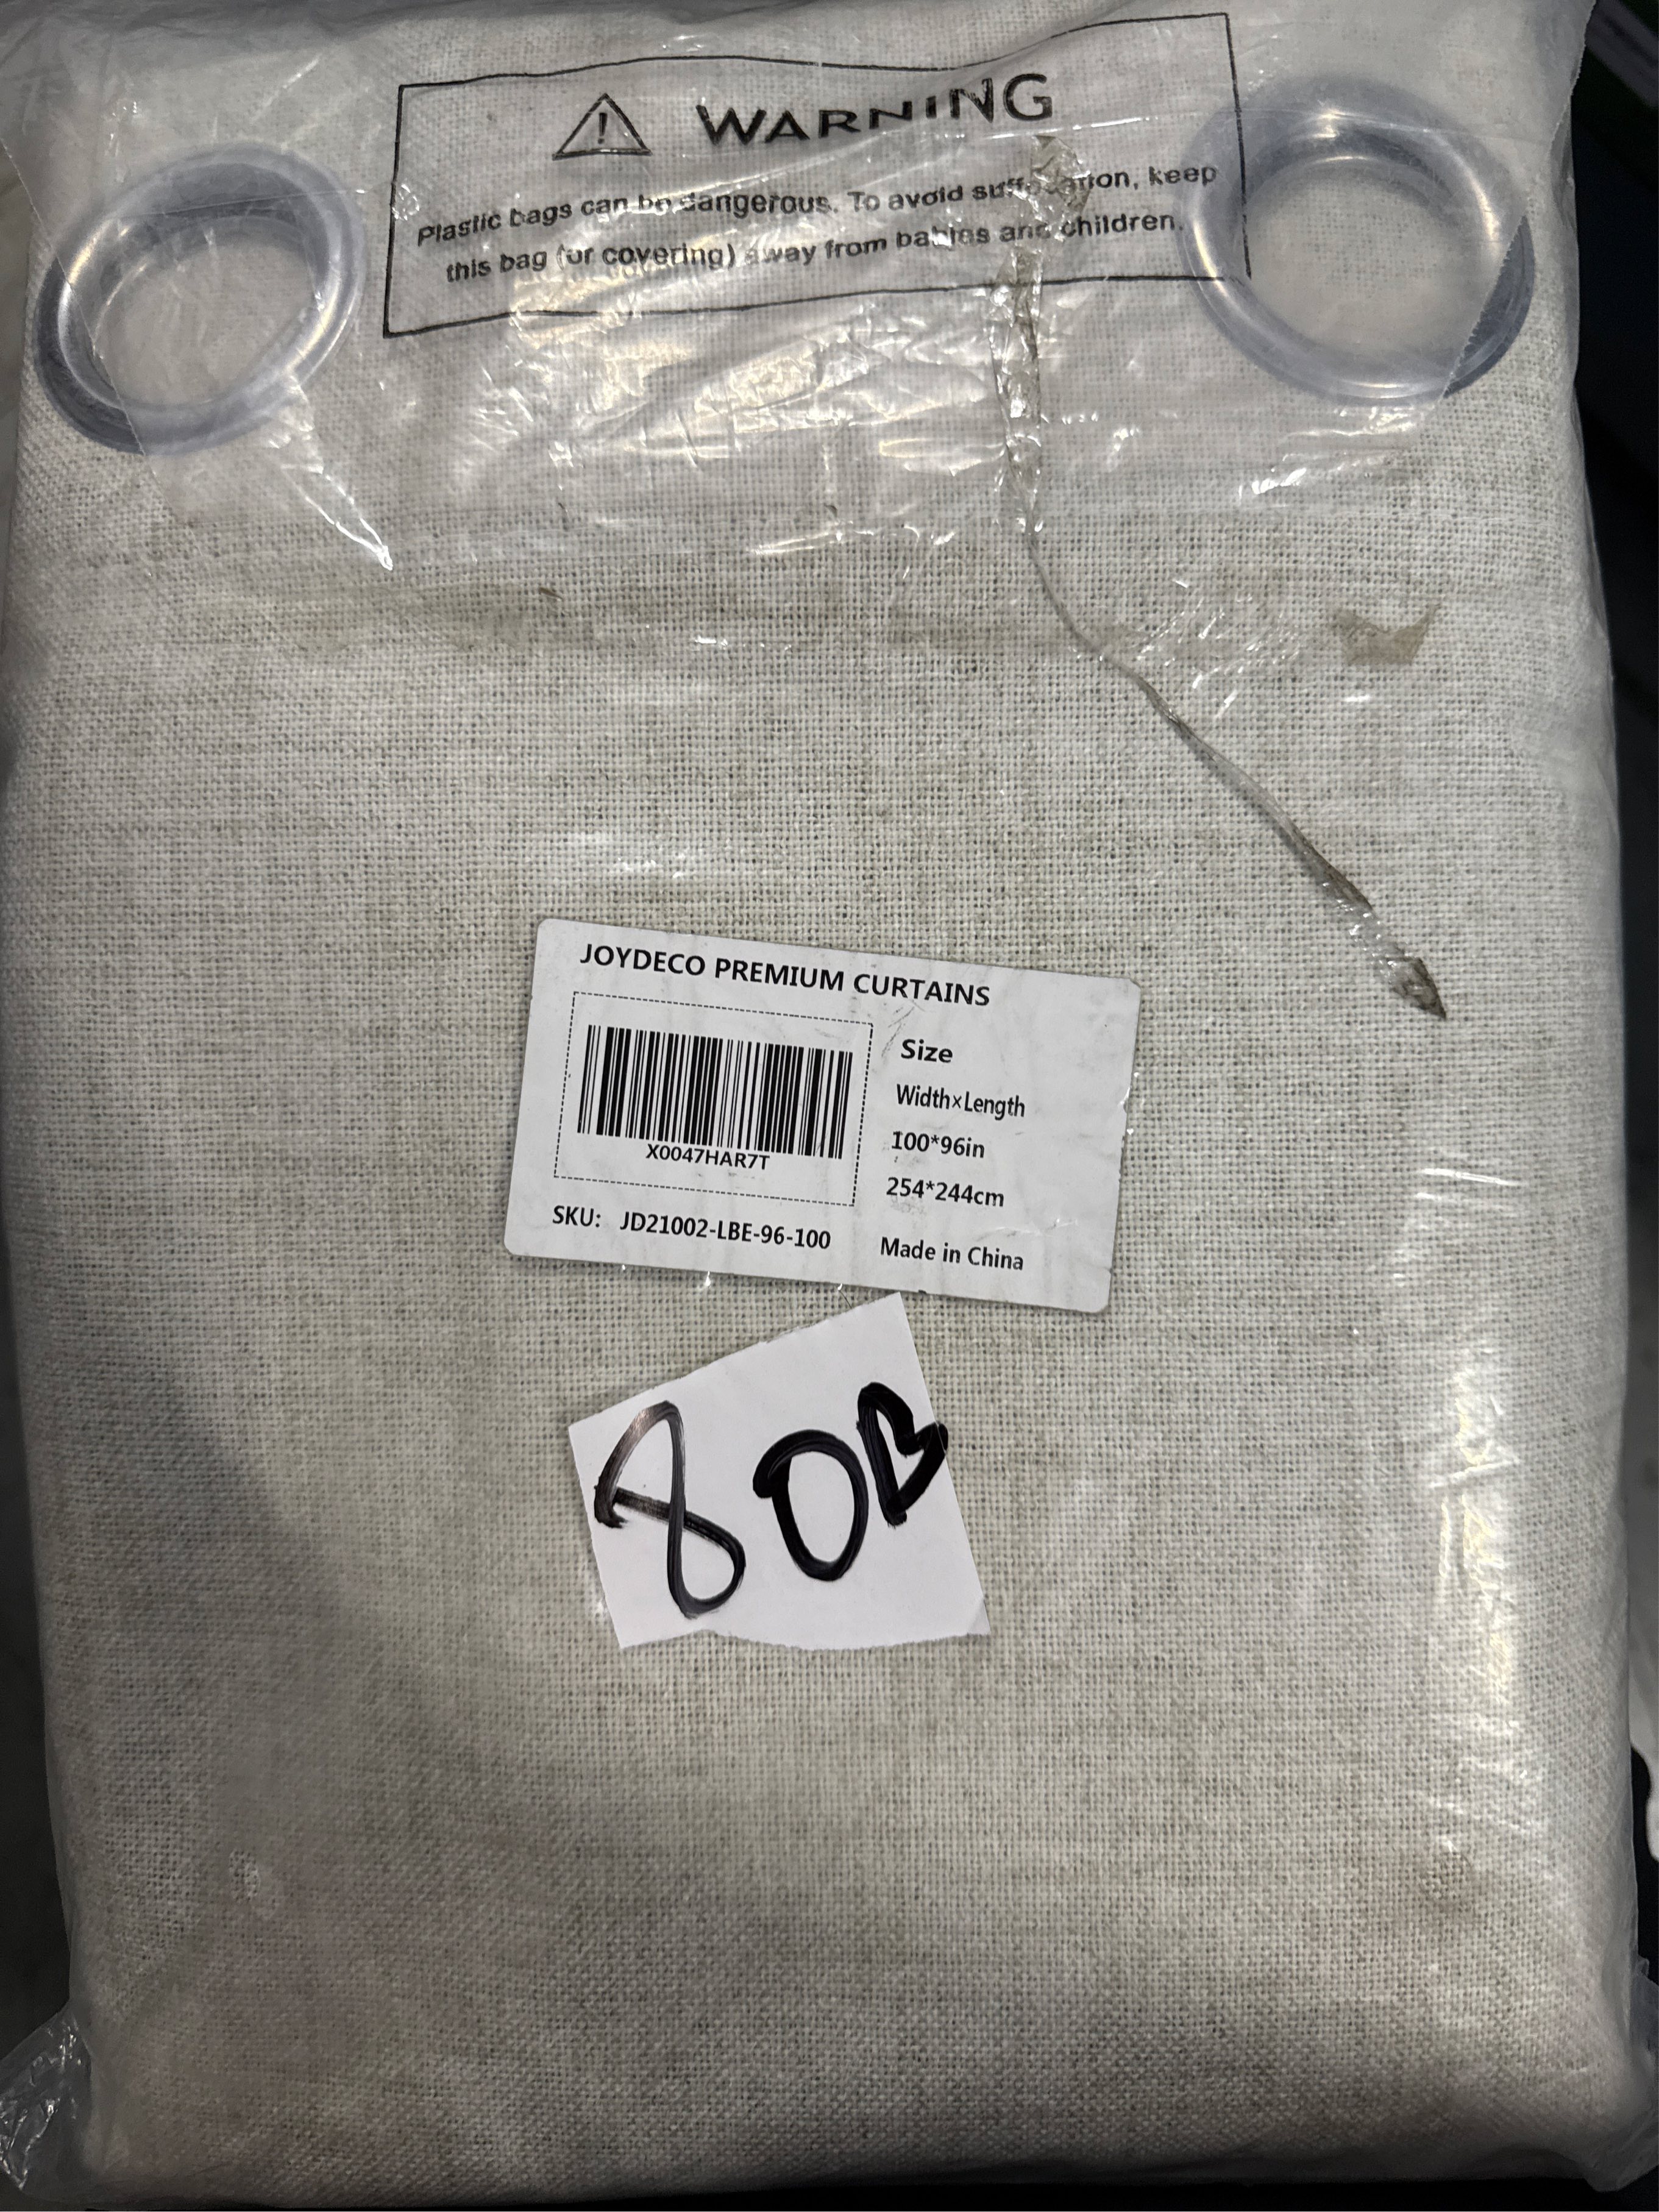 WARNING
Plastic bags can be dangerous. To avoid suffocation, keep
this bag (or covering) away from babies and children.
JOYDECO PREMIUM CURTAINS
X0047HAR7T
SKU: JD21002-LBE-96-100
Size
Width×Length
100*96in
254*244cm
Made in China
80B